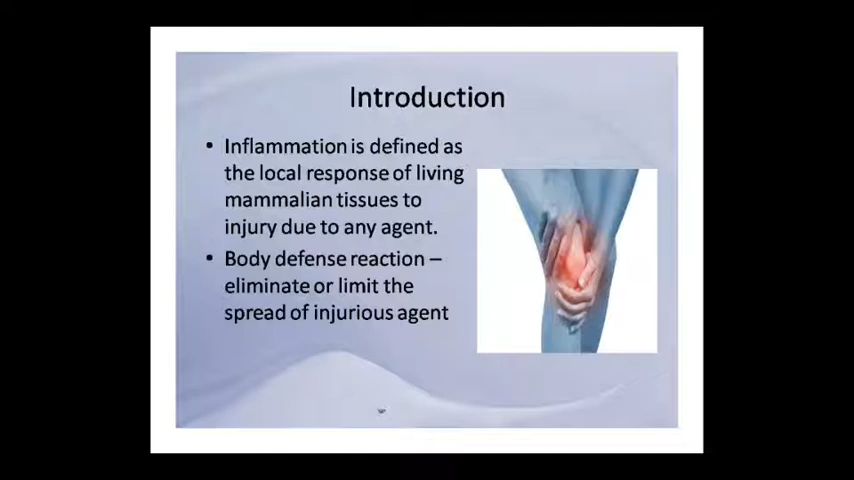 Introduction
• Inflammation is defined as
the local response of living
mammalian tissues to
injury due to any agent.
• Body defense reaction –
eliminate or limit the
spread of injurious agent